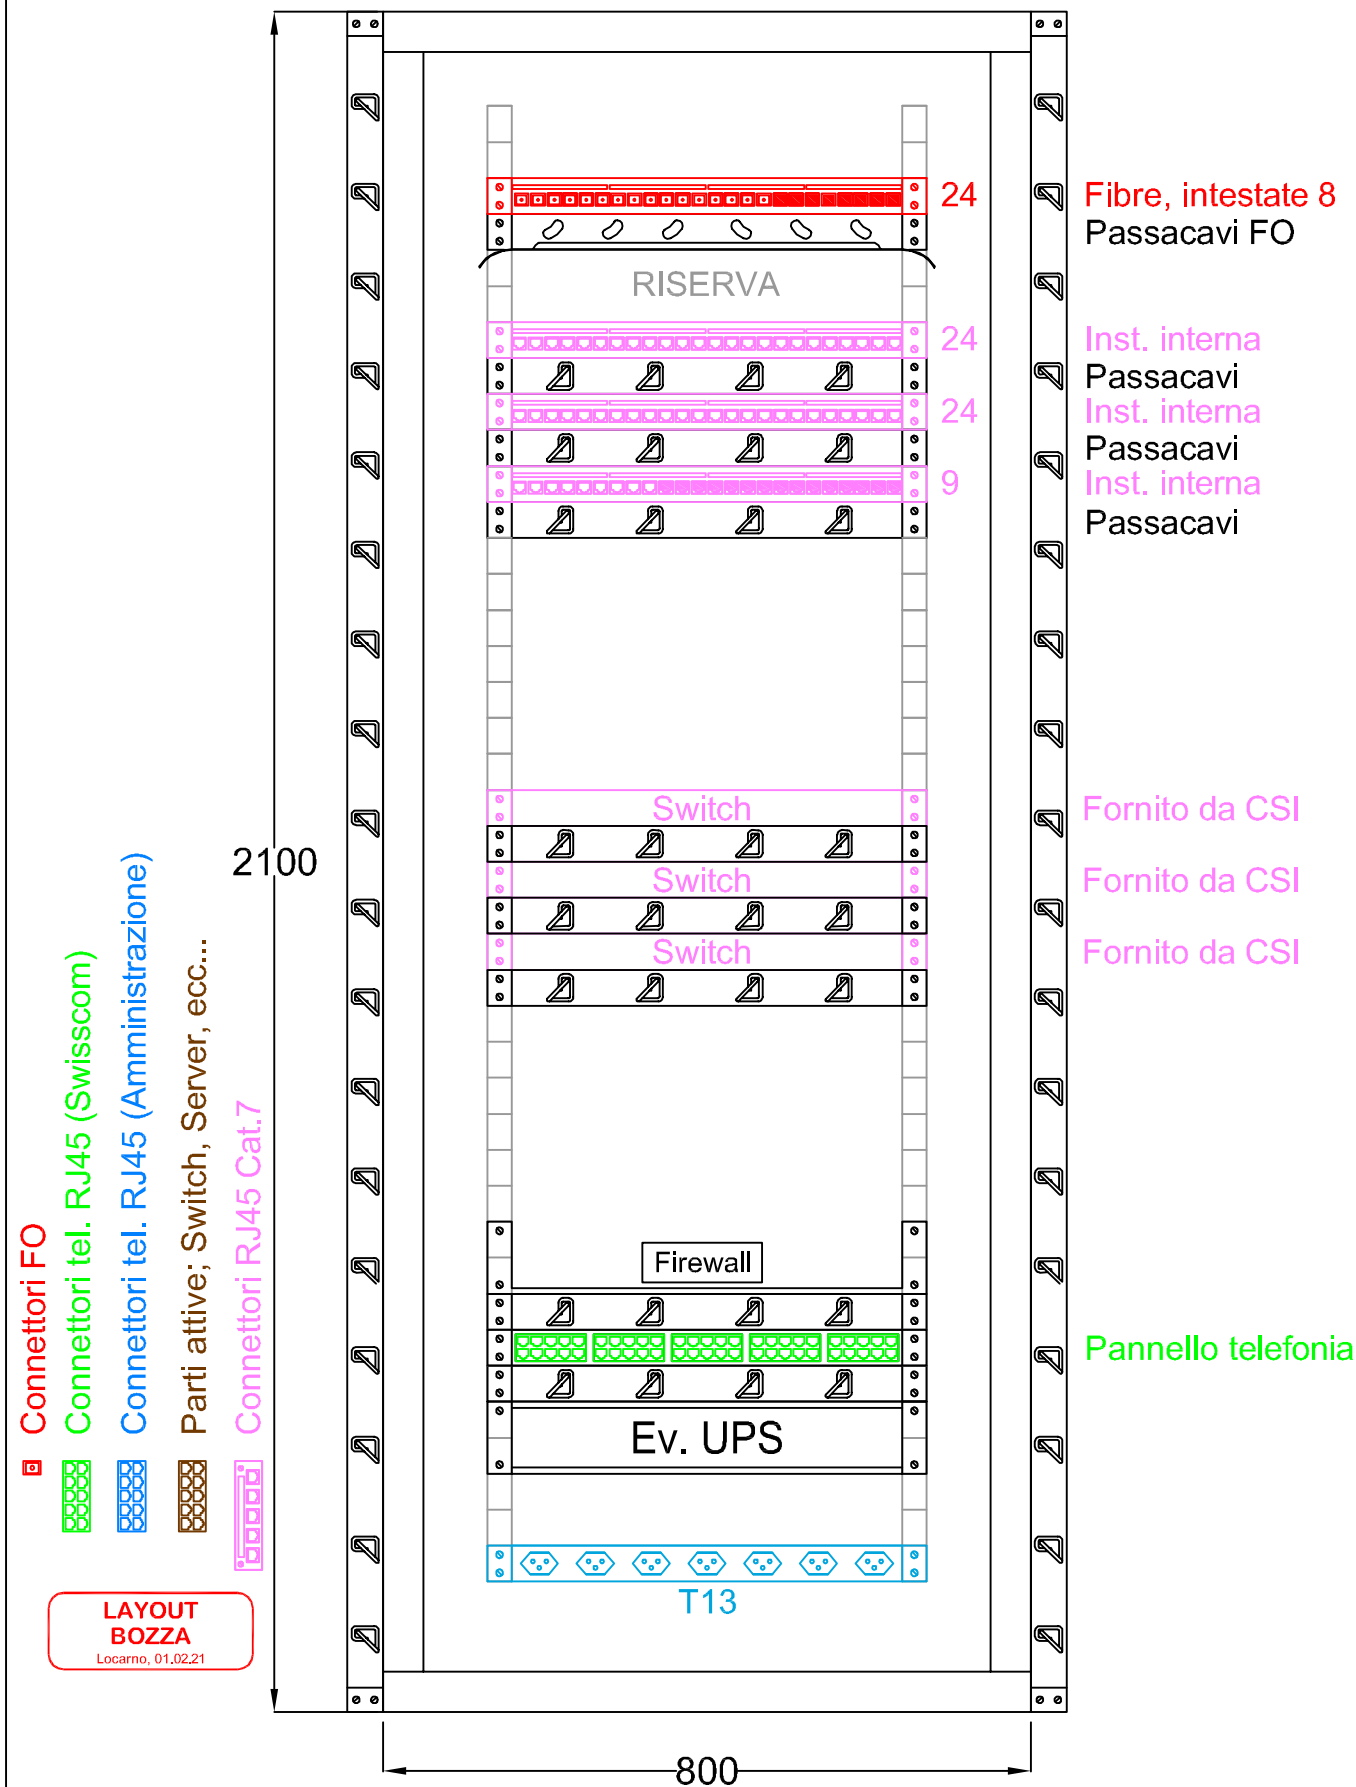 24 Fibre, intestate 8
Passacavi FO
RISERVA
24 Inst. interna
Passacavi
24 Inst. interna
Passacavi
9 Inst. interna
Passacavi
Switch Fornito da CSI
Switch Fornito da CSI
Switch Fornito da CSI
2100
Firewall
Pannello telefonia
Ev. UPS
T13
800
Connettori FO
Connettori tel. RJ45 (Swisscom)
Connettori tel. RJ45 (Amministrazione)
Parti attive; Switch, Server, ecc...
Connettori RJ45 Cat.7
LAYOUT
BOZZA
Locarno, 01.02.21